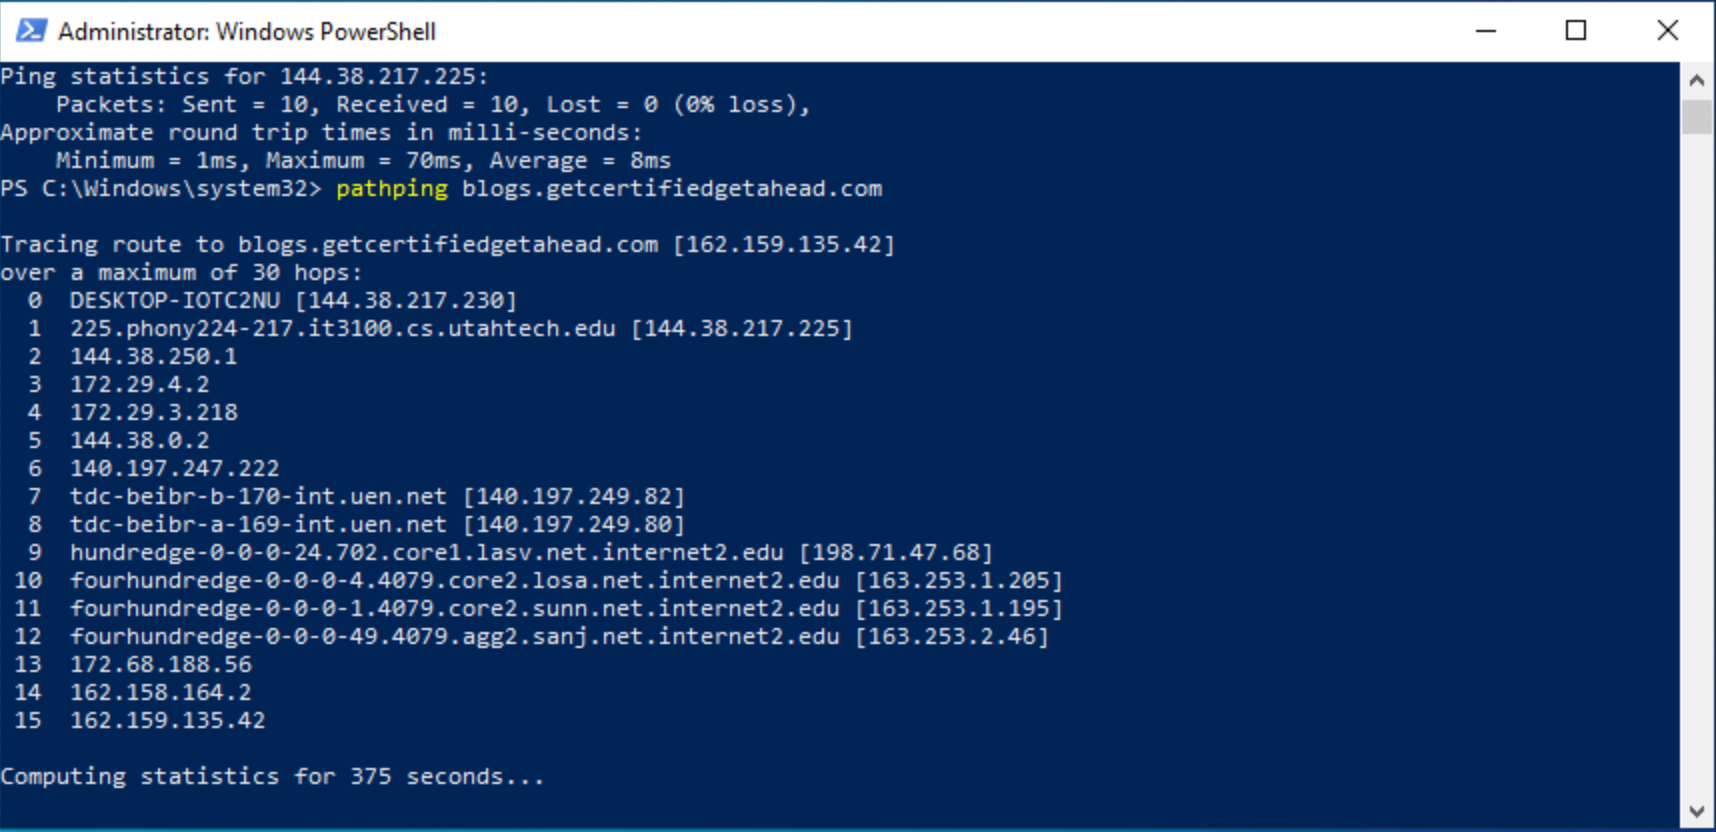 Administrator: Windows PowerShell
Ping statistics for 144.38.217.225:
    Packets: Sent = 10, Received = 10, Lost = 0 (0% loss),
Approximate round trip times in milli-seconds:
    Minimum = 1ms, Maximum = 70ms, Average = 8ms
PS C:\Windows\system32> pathping blogs.getcertifiedgetahead.com
Tracing route to blogs.getcertifiedgetahead.com [162.159.135.42]
over a maximum of 30 hops:
  0  DESKTOP-IOTC2NU [144.38.217.230]
  1  225.phony224-217.it3100.cs.utahtech.edu [144.38.217.225]
  2  144.38.250.1
  3  172.29.4.2
  4  172.29.3.218
  5  144.38.0.2
  6  140.197.247.222
  7  tdc-beibr-b-170-int.uen.net [140.197.249.82]
  8  tdc-beibr-a-169-int.uen.net [140.197.249.80]
  9  hundredge-0-0-0-24.702.core1.lasv.net.internet2.edu [198.71.47.68]
 10  fourhundredge-0-0-0-4.4079.core2.losa.net.internet2.edu [163.253.1.205]
 11  fourhundredge-0-0-0-1.4079.core2.sunn.net.internet2.edu [163.253.1.195]
 12  fourhundredge-0-0-0-49.4079.agg2.sanj.net.internet2.edu [163.253.2.46]
 13  172.68.188.56
 14  162.158.164.2
 15  162.159.135.42
Computing statistics for 375 seconds...